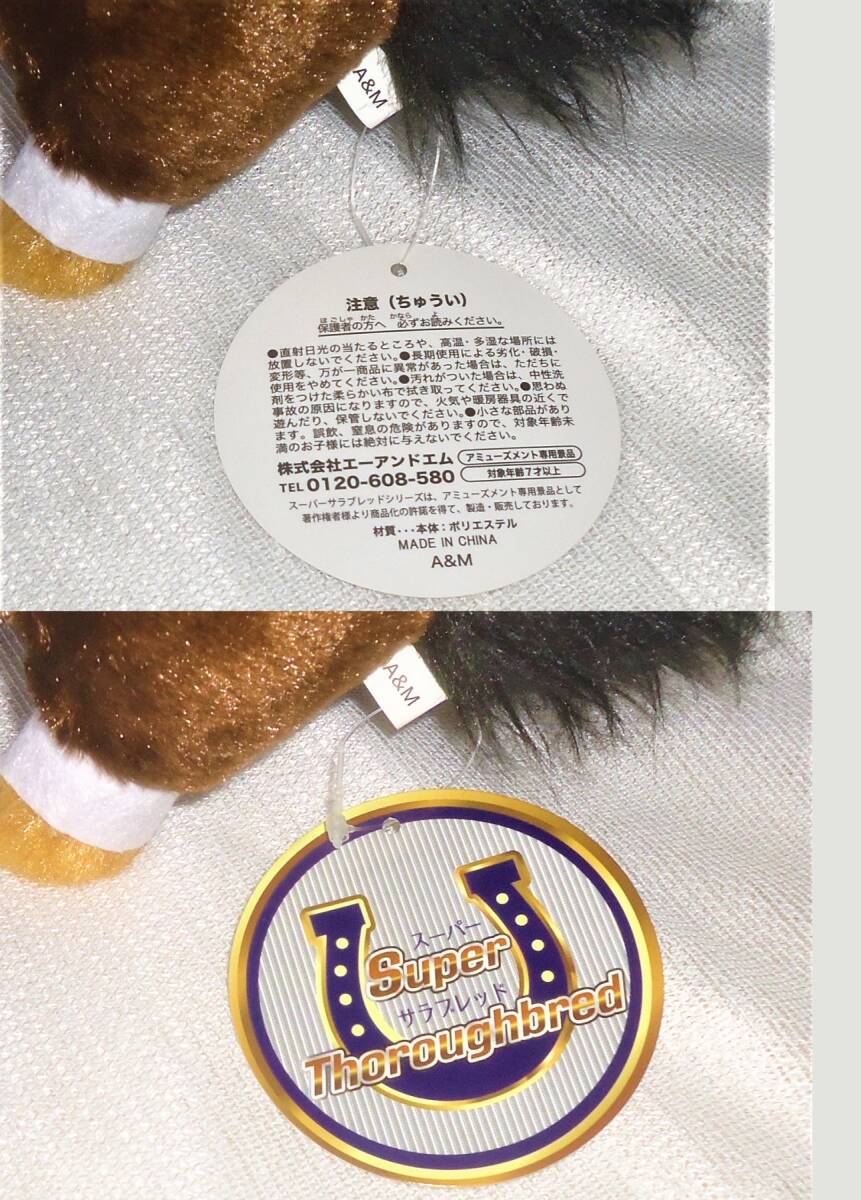 A&M
注意（ちゅうい）
ほごしゃ かた かなら よ
保護者の方へ 必ずお読みください。
●直射日光の当たるところや、高温・多湿な場所には
放置しないでください。●長期使用による劣化・破損・
変形等、万が一商品に異常があった場合は、ただちに
使用をやめてください。●汚れがついた場合は、中性洗
剤をつけた柔らかい布で拭き取ってください。●思わぬ
事故の原因になりますので、火気や暖房器具の近くで
遊んだり、保管しないでください。●小さな部品があり
ます。誤飲、窒息の危険がありますので、対象年齢未
満のお子様には絶対に与えないでください。
株式会社エーアンドエム アミューズメント専用景品
TEL 0120-608-580 対象年齢7才以上
スーパーサラブレッドシリーズは、アミューズメント専用景品として
著作権者様より商品化の許諾を得て、製造・販売しております。
材質・・・本体：ポリエステル
MADE IN CHINA
A&M
A&M
スーパー
Super
サラブレッド
Thoroughbred